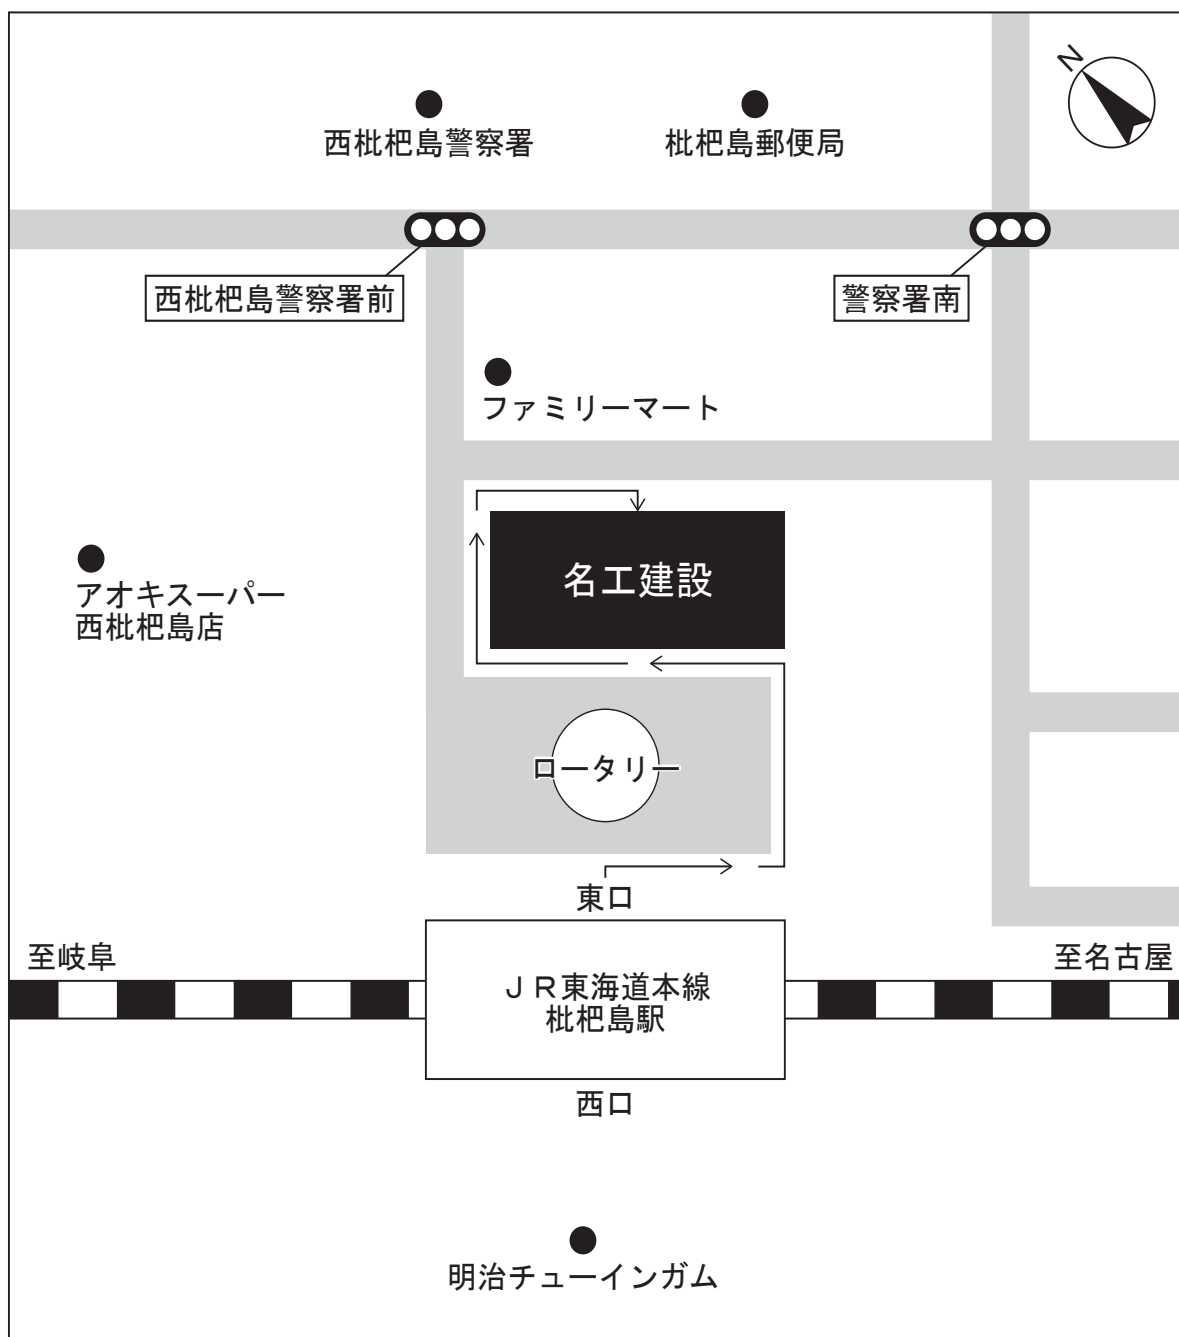 N
西枇杷島警察署
枇杷島郵便局
西枇杷島警察署前
警察署南
ファミリーマート
名工建設
アオキスーパー
西枇杷島店
ロータリー
東口
至岐阜
至名古屋
ＪＲ東海道本線
枇杷島駅
西口
明治チューインガム